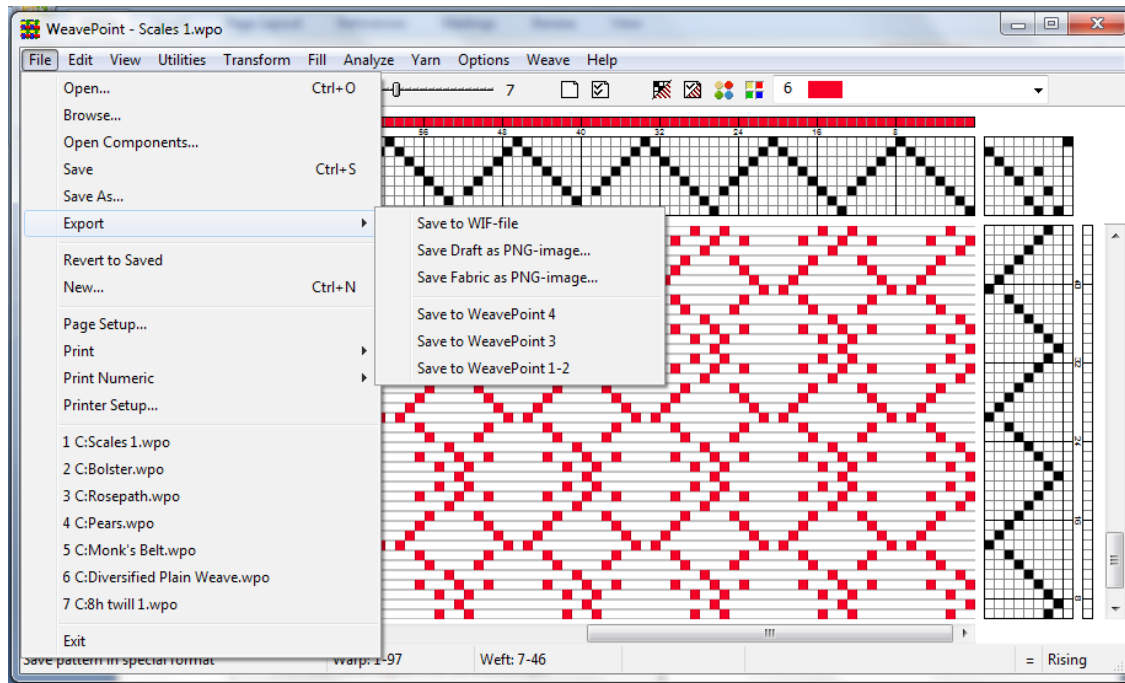 WeavePoint - Scales 1.wpo
File Edit View Utilities Transform Fill Analyze Yarn Options Weave Help
Open... Ctrl+O
7
6
Browse...
Open Components...
Save Ctrl+S
Save As...
Export
Revert to Saved
New... Ctrl+N
Page Setup...
Print
Print Numeric
Printer Setup...
1 C:Scales 1.wpo
2 C:Bolster.wpo
3 C:Rosepath.wpo
4 C:Pears.wpo
5 C:Monk's Belt.wpo
6 C:Diversified Plain Weave.wpo
7 C:8h twill 1.wpo
Exit
Save to WIF-file
Save Draft as PNG-image...
Save Fabric as PNG-image...
Save to WeavePoint 4
Save to WeavePoint 3
Save to WeavePoint 1-2
56 48 40 32 24 16 8
40
32
24
16
8
Save pattern in special format Warp: 1-97 Weft: 7-46 = Rising